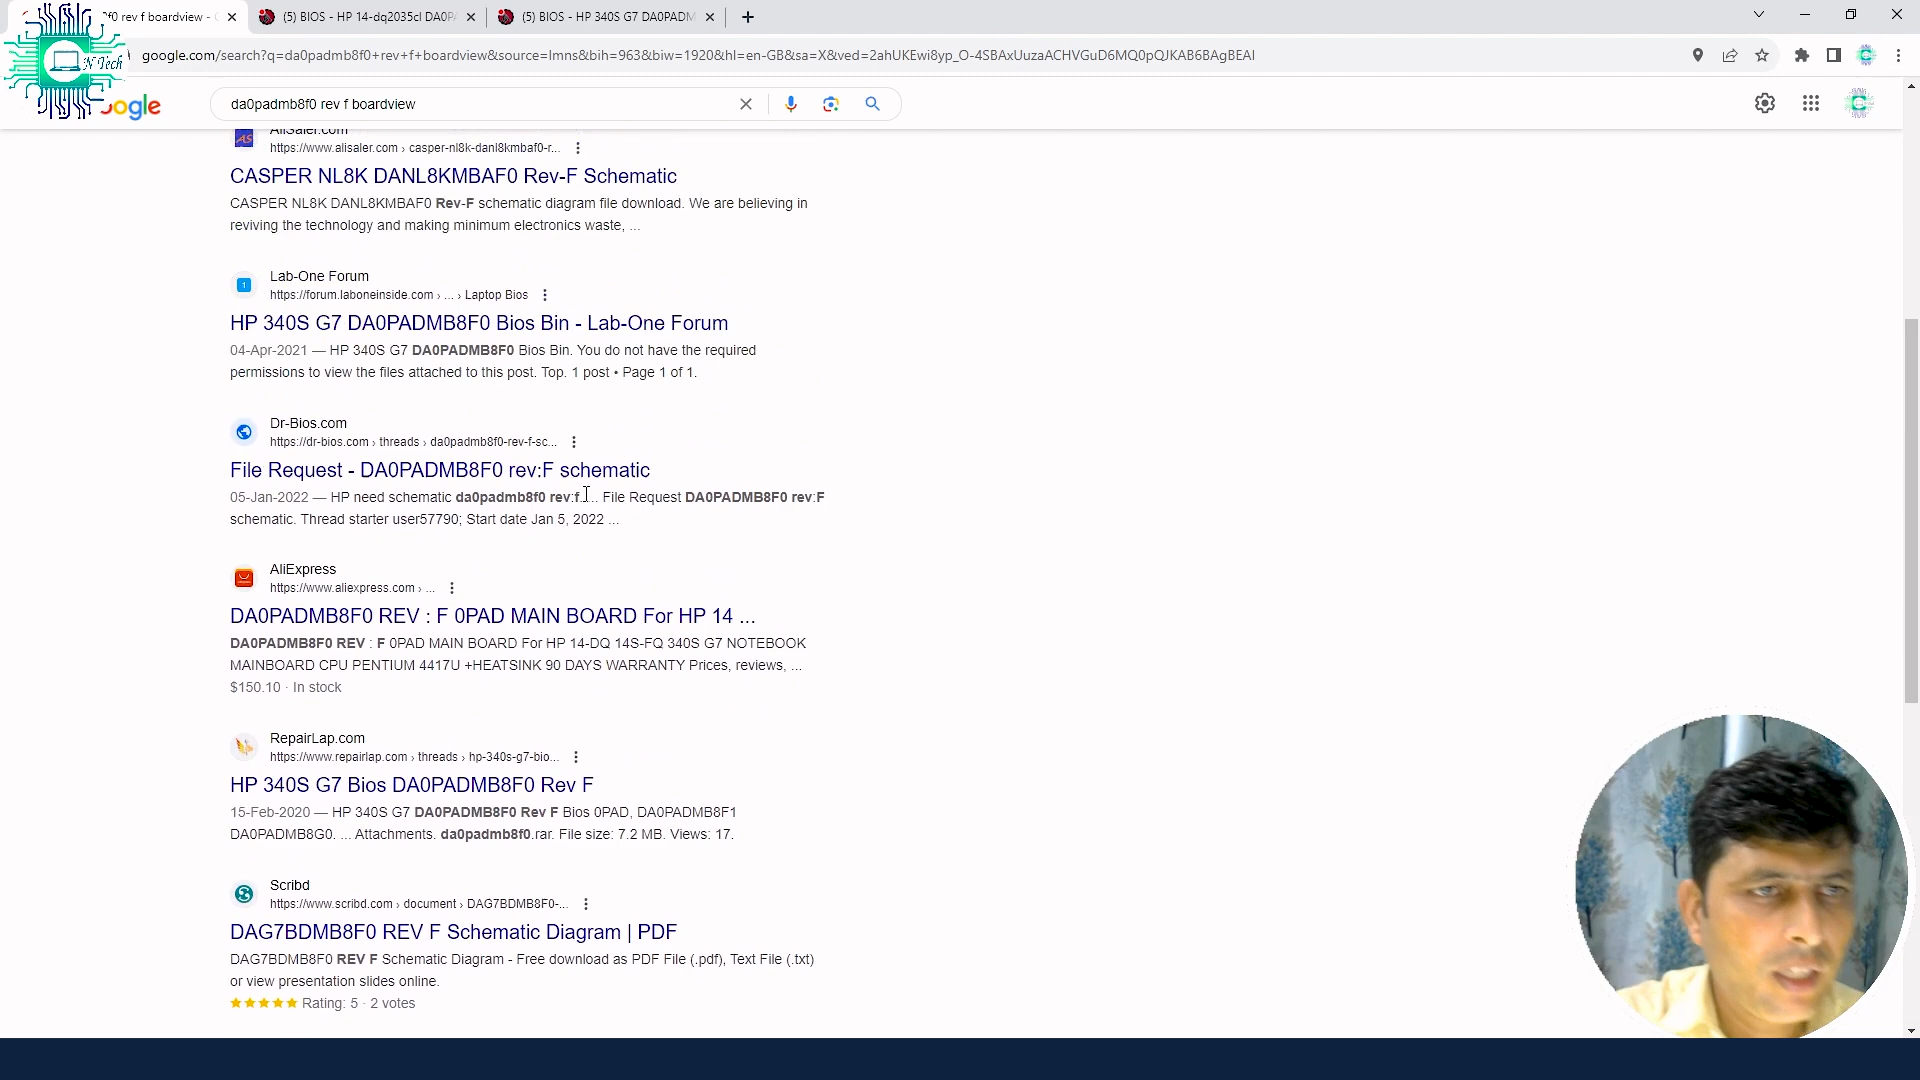 8f0 rev f boardview - G
(5) BIOS - HP 14-dq2035cl DA0PA
(5) BIOS - HP 340S G7 DA0PADM
N Tech
google.com/search?q=da0padmb8f0+rev+f+boardview&source=lmns&bih=963&biw=1920&hl=en-GB&sa=X&ved=2ahUKEwi8yp_O-4SBAxUuzaACHVGuD6MQ0pQJKAB6BAgBEAI
ogle
da0padmb8f0 rev f boardview
AliSaler.com
https://www.alisaler.com › casper-nl8k-danl8kmbaf0-r...
CASPER NL8K DANL8KMBAF0 Rev-F Schematic
CASPER NL8K DANL8KMBAF0 Rev-F schematic diagram file download. We are believing in
reviving the technology and making minimum electronics waste, ...
Lab-One Forum
https://forum.laboneinside.com › ... › Laptop Bios
HP 340S G7 DA0PADMB8F0 Bios Bin - Lab-One Forum
04-Apr-2021 — HP 340S G7 DA0PADMB8F0 Bios Bin. You do not have the required
permissions to view the files attached to this post. Top. 1 post • Page 1 of 1.
Dr-Bios.com
https://dr-bios.com › threads › da0padmb8f0-rev-f-sc...
File Request - DA0PADMB8F0 rev:F schematic
05-Jan-2022 — HP need schematic da0padmb8f0 rev:f. ... File Request DA0PADMB8F0 rev:F
schematic. Thread starter user57790; Start date Jan 5, 2022 ...
AliExpress
https://www.aliexpress.com › ...
DA0PADMB8F0 REV : F 0PAD MAIN BOARD For HP 14 ...
DA0PADMB8F0 REV : F 0PAD MAIN BOARD For HP 14-DQ 14S-FQ 340S G7 NOTEBOOK
MAINBOARD CPU PENTIUM 4417U +HEATSINK 90 DAYS WARRANTY Prices, reviews, ...
$150.10 · In stock
RepairLap.com
https://www.repairlap.com › threads › hp-340s-g7-bio...
HP 340S G7 Bios DA0PADMB8F0 Rev F
15-Feb-2020 — HP 340S G7 DA0PADMB8F0 Rev F Bios 0PAD, DA0PADMB8F1
DA0PADMB8G0. ... Attachments. da0padmb8f0.rar. File size: 7.2 MB. Views: 17.
Scribd
https://www.scribd.com › document › DAG7BDMB8F0-...
DAG7BDMB8F0 REV F Schematic Diagram | PDF
DAG7BDMB8F0 REV F Schematic Diagram - Free download as PDF File (.pdf), Text File (.txt)
or view presentation slides online.
Rating: 5 · 2 votes